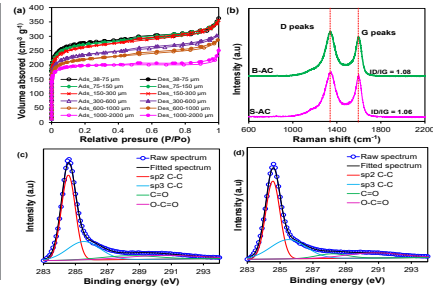 (a)
400
350
300
250
200
150
100
50
0
Volume absored (cm³ g⁻¹)
Ads_38-75 µm Des_38-75 µm
Ads_75-150 µm Des_75-150 µm
Ads_150-300 µm Des_150-300 µm
Ads_300-600 µm Des_300-600 µm
Ads_600-1000 µm Des_600-1000 µm
Ads_1000-2000 µm Des_1000-2000 µm
0 0.2 0.4 0.6 0.8 1
Relative pressure (P/Po)
(b)
D peaks
G peaks
B-AC
ID/IG = 1.08
S-AC
ID/IG = 1.06
Intensity (a.u)
600 1000 1400 1800 2200
Raman shift (cm⁻¹)
(c)
Raw spectrum
Fitted spectrum
sp2 C-C
sp3 C-C
C=O
O-C=O
Intensity (a.u)
283 285 287 289 291 293
Binding energy (eV)
(d)
Raw spectrum
Fitted spectrum
sp2 C-C
sp3 C-C
C=O
O-C=O
Intensity (a.u)
283 285 287 289 291 293
Binding energy (eV)